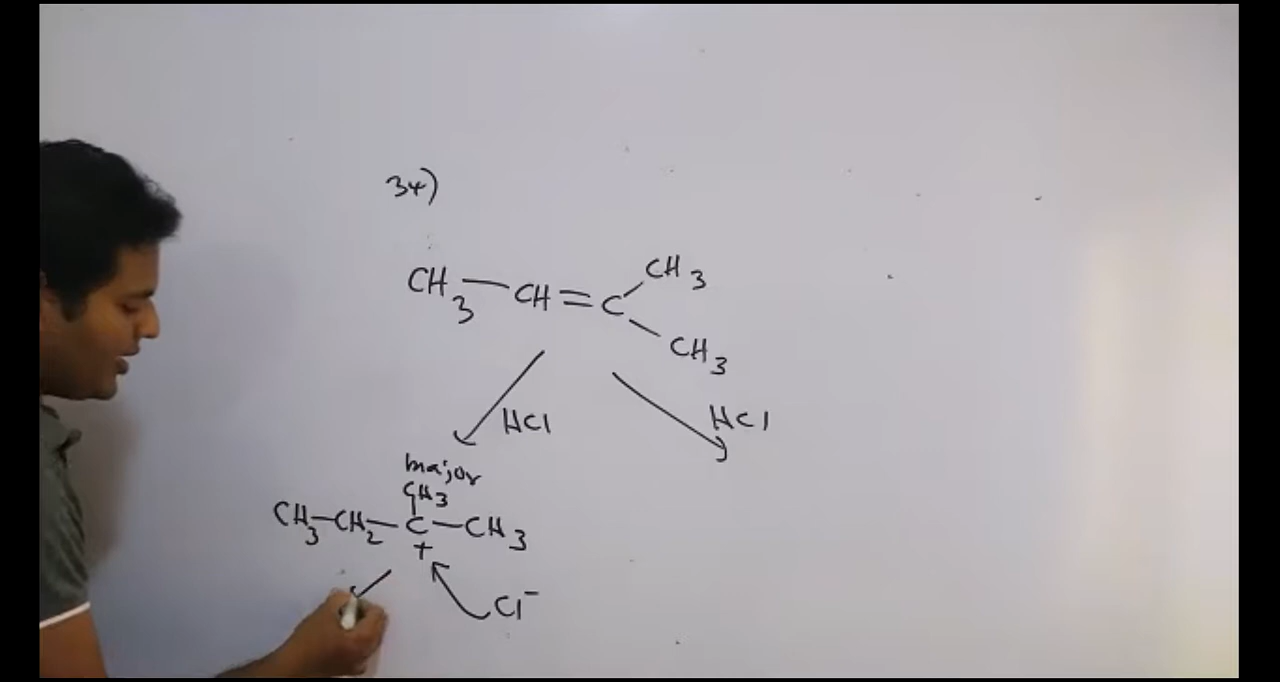 34)
CH3—CH=C
CH3
CH3
HCl
HCl
major
CH3
CH3—CH2—C—CH3
+
Cl-